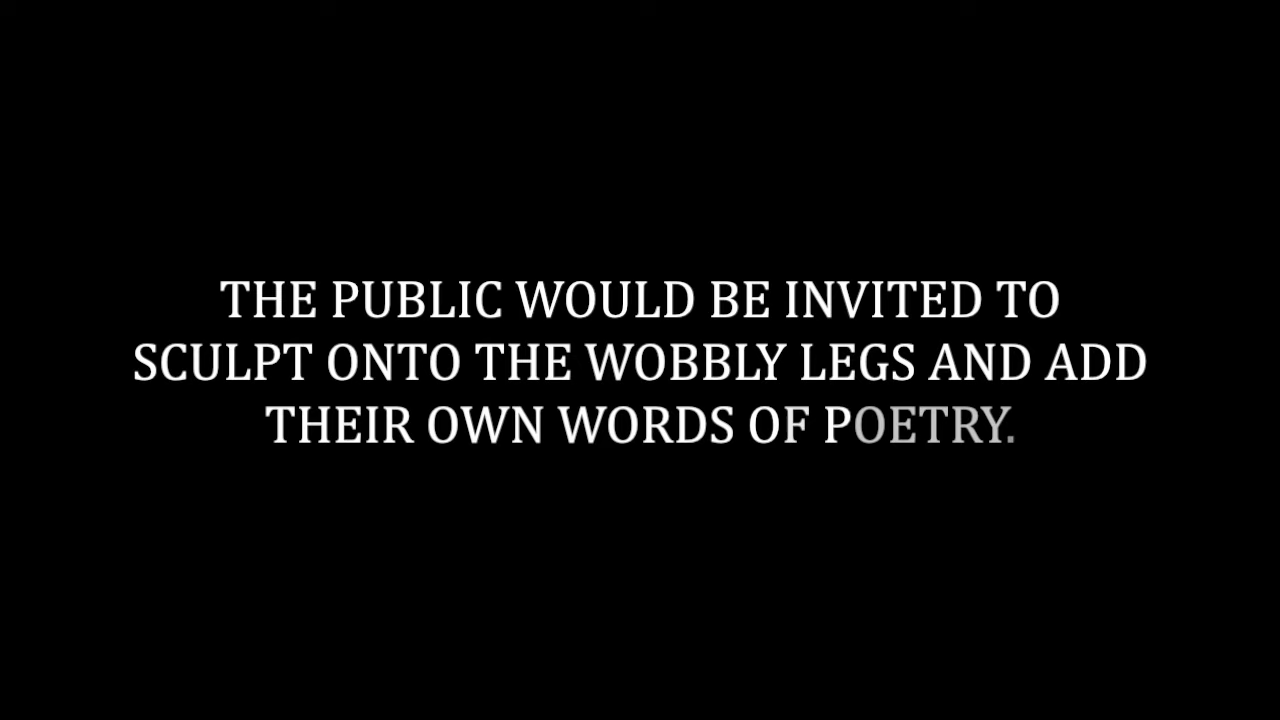 THE PUBLIC WOULD BE INVITED TO
SCULPT ONTO THE WOBBLY LEGS AND ADD
THEIR OWN WORDS OF POETRY.